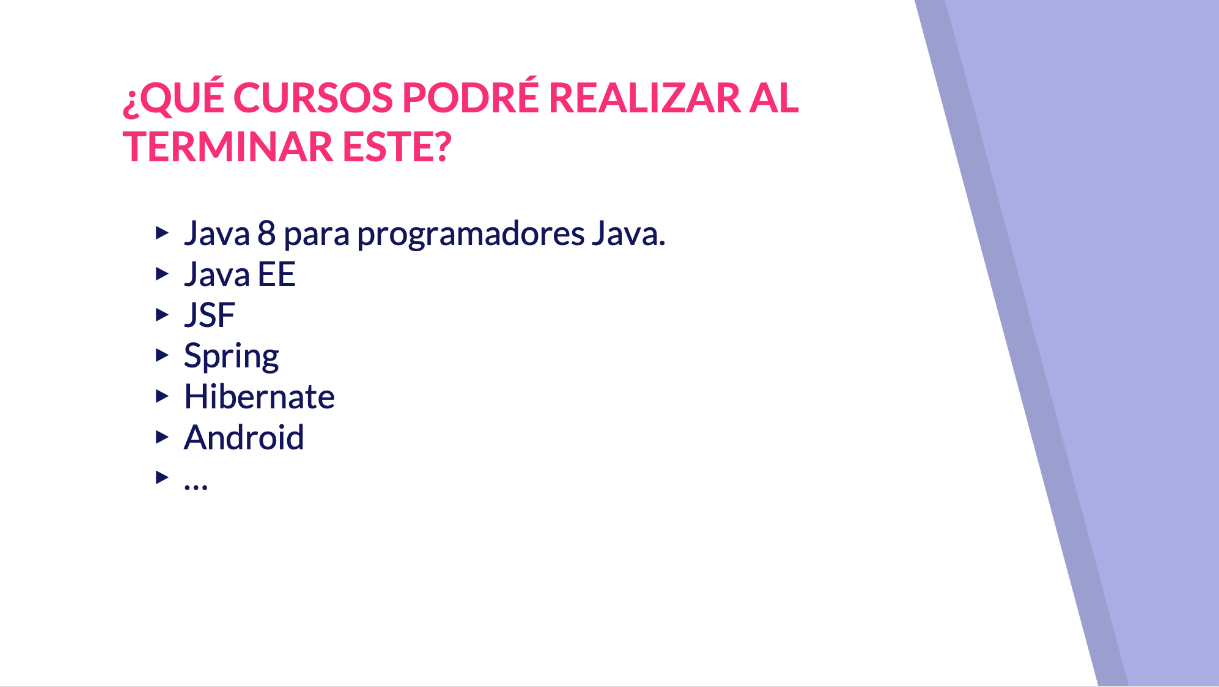 ¿QUÉ CURSOS PODRÉ REALIZAR AL
TERMINAR ESTE?
▸ Java 8 para programadores Java.
▸ Java EE
▸ JSF
▸ Spring
▸ Hibernate
▸ Android
▸ …